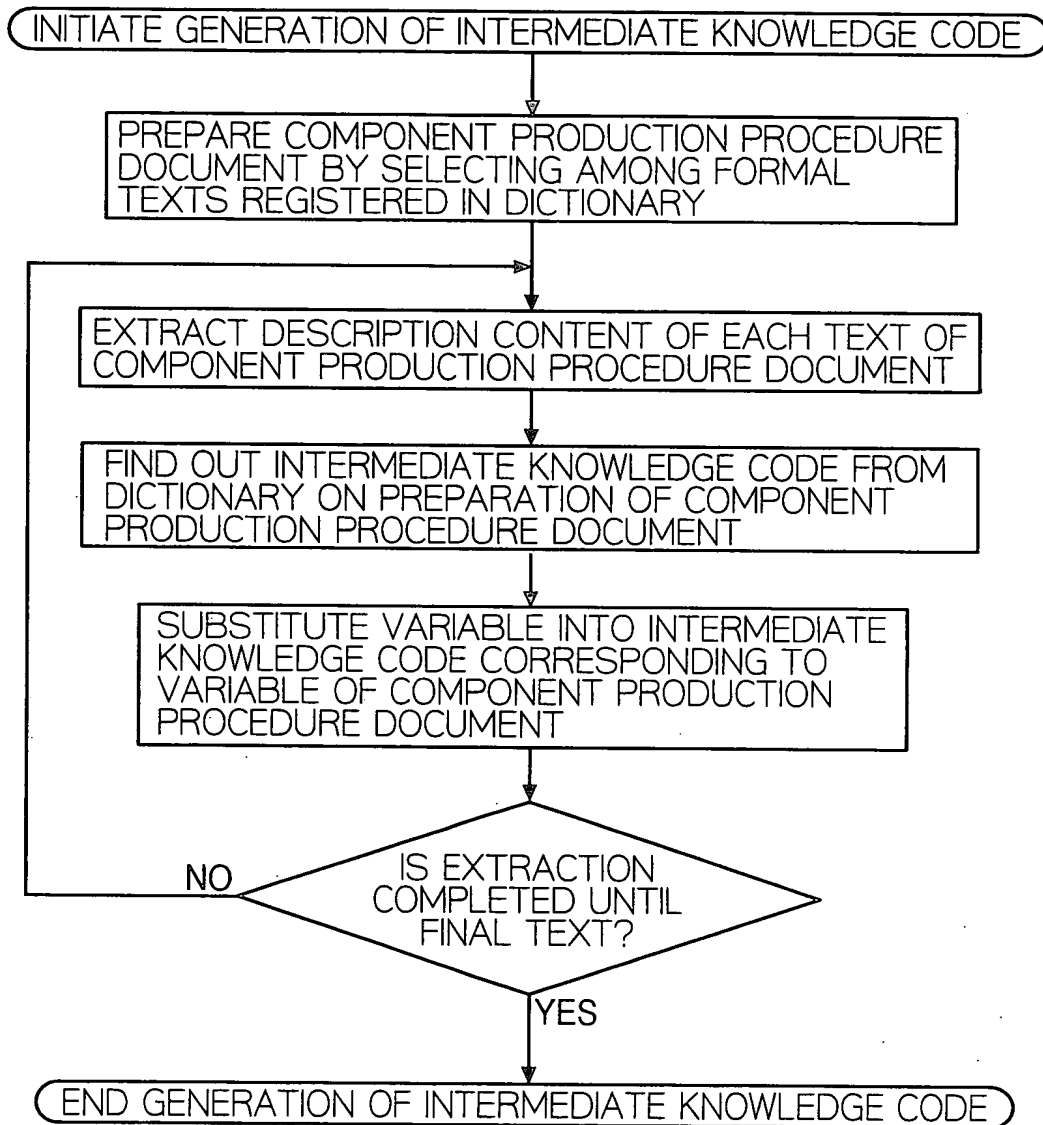 INITIATE GENERATION OF INTERMEDIATE KNOWLEDGE CODE
PREPARE COMPONENT PRODUCTION PROCEDURE
DOCUMENT BY SELECTING AMONG FORMAL
TEXTS REGISTERED IN DICTIONARY
EXTRACT DESCRIPTION CONTENT OF EACH TEXT OF
COMPONENT PRODUCTION PROCEDURE DOCUMENT
FIND OUT INTERMEDIATE KNOWLEDGE CODE FROM
DICTIONARY ON PREPARATION OF COMPONENT
PRODUCTION PROCEDURE DOCUMENT
SUBSTITUTE VARIABLE INTO INTERMEDIATE
KNOWLEDGE CODE CORRESPONDING TO
VARIABLE OF COMPONENT PRODUCTION
PROCEDURE DOCUMENT
NO
IS EXTRACTION
COMPLETED UNTIL
FINAL TEXT?
YES
END GENERATION OF INTERMEDIATE KNOWLEDGE CODE